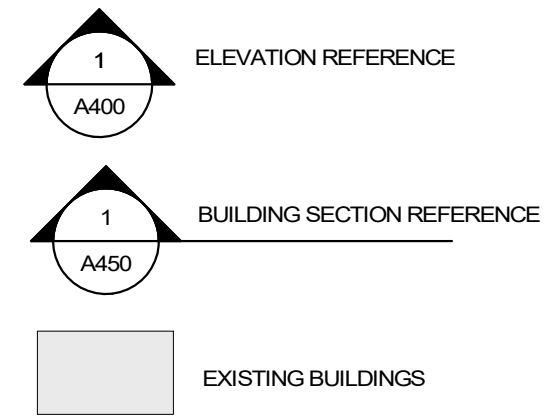 1
A400
ELEVATION REFERENCE
1
A450
BUILDING SECTION REFERENCE
EXISTING BUILDINGS